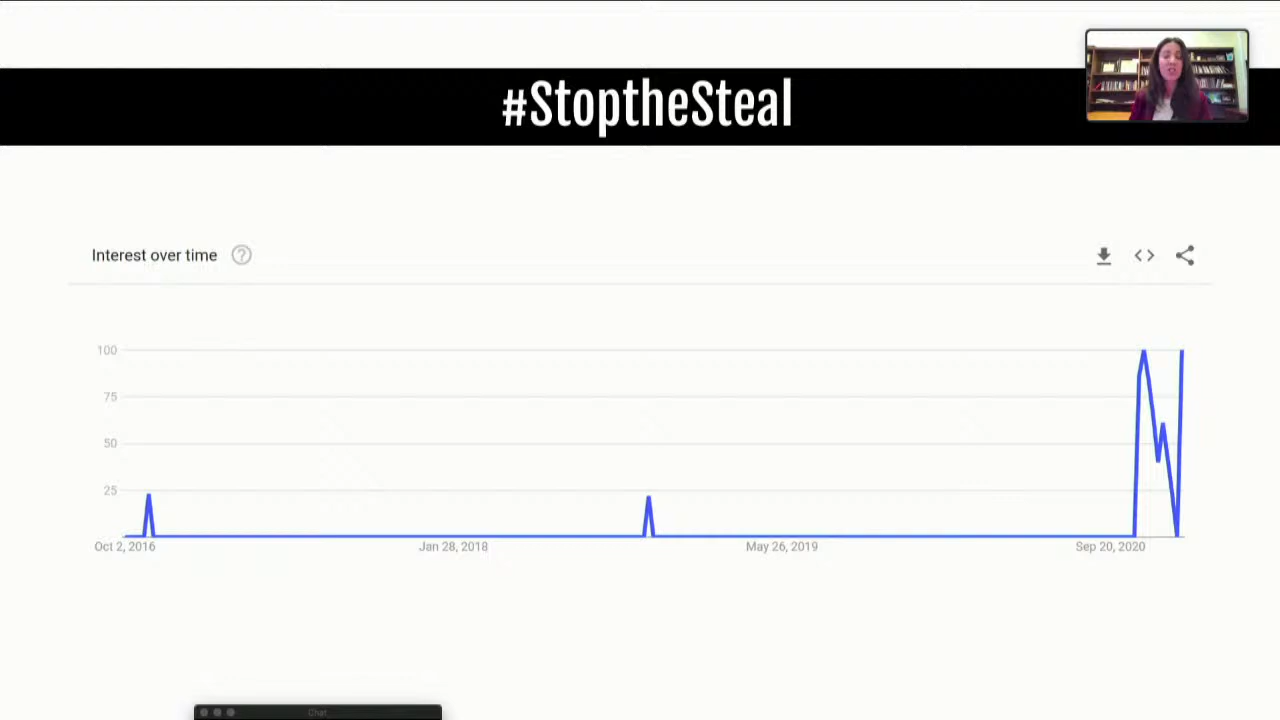 #StoptheSteal
Interest over time
100
75
50
25
Oct 2, 2016
Jan 28, 2018
May 26, 2019
Sep 20, 2020
Chat